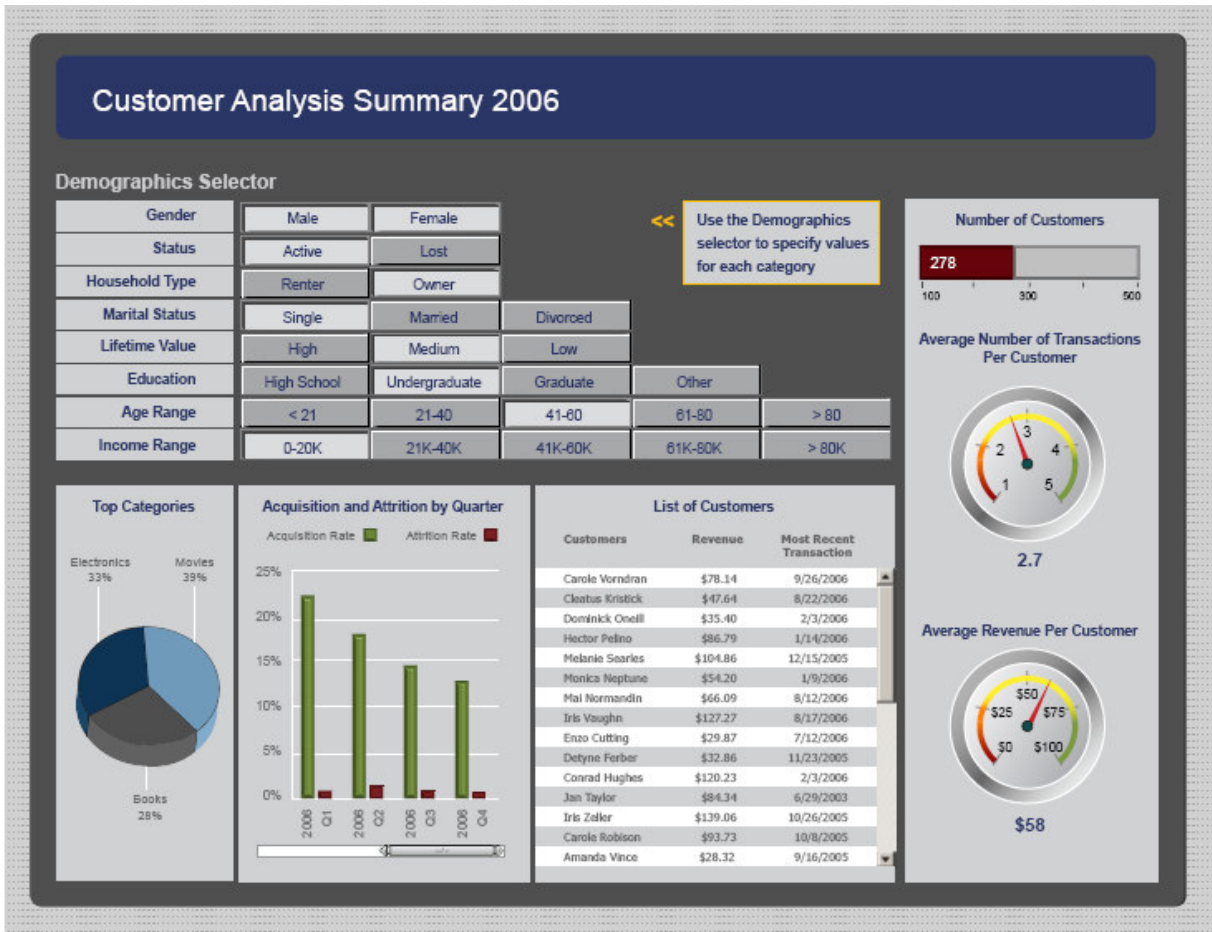 Customer Analysis Summary 2006
Demographics Selector
Gender Male Female
Status Active Lost
Household Type Renter Owner
Marital Status Single Married Divorced
Lifetime Value High Medium Low
Education High School Undergraduate Graduate Other
Age Range < 21 21-40 41-60 61-80 > 80
Income Range 0-20K 21K-40K 41K-60K 61K-80K > 80K
<< Use the Demographics
selector to specify values
for each category
Number of Customers
278
100 300 500
Average Number of Transactions
Per Customer
1 2 3 4 5
2.7
Average Revenue Per Customer
$0 $25 $50 $75 $100
$58
Top Categories
Electronics
33%
Movies
39%
Books
28%
Acquisition and Attrition by Quarter
Acquisition Rate Attrition Rate
25%
20%
15%
10%
5%
0%
2006 Q1
2006 Q2
2006 Q3
2006 Q4
List of Customers
Customers Revenue Most Recent Transaction
Carole Vorndran $78.14 9/26/2006
Cleatus Kristick $47.64 8/22/2006
Dominick Oneill $35.40 2/3/2006
Hector Pelino $86.79 1/14/2006
Melanie Searles $104.86 12/15/2005
Monica Neptune $54.20 1/9/2006
Mai Normandin $66.09 8/12/2006
Iris Vaughn $127.27 8/17/2006
Enzo Cutting $29.87 7/12/2006
Detyne Ferber $32.86 11/23/2005
Conrad Hughes $120.23 2/3/2006
Jan Taylor $84.34 6/29/2003
Iris Zeller $139.06 10/26/2005
Carole Robison $93.73 10/8/2005
Amanda Vince $28.32 9/16/2005